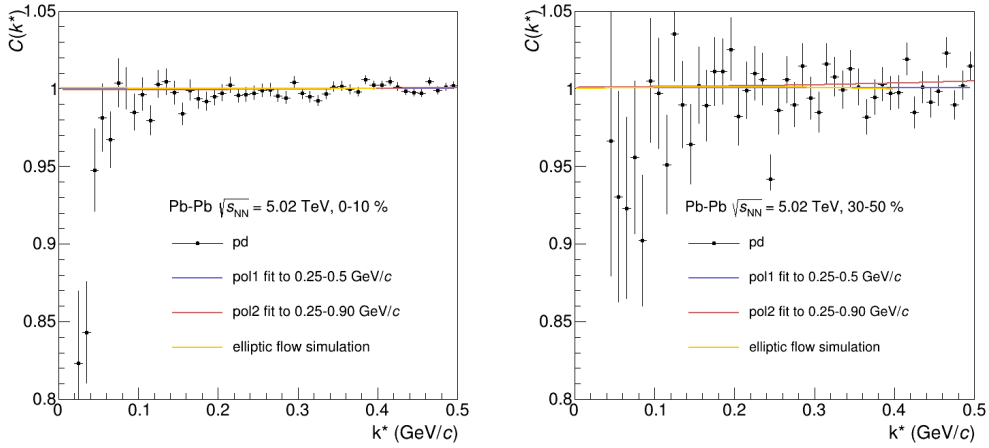 C(k*)
1.05
1
0.95
0.9
0.85
0.8
Pb-Pb √sNN = 5.02 TeV, 0-10 %
pd
pol1 fit to 0.25-0.5 GeV/c
pol2 fit to 0.25-0.90 GeV/c
elliptic flow simulation
0 0.1 0.2 0.3 0.4 0.5
k* (GeV/c)
C(k*)
1.05
1
0.95
0.9
0.85
0.8
Pb-Pb √sNN = 5.02 TeV, 30-50 %
pd
pol1 fit to 0.25-0.5 GeV/c
pol2 fit to 0.25-0.90 GeV/c
elliptic flow simulation
0 0.1 0.2 0.3 0.4 0.5
k* (GeV/c)